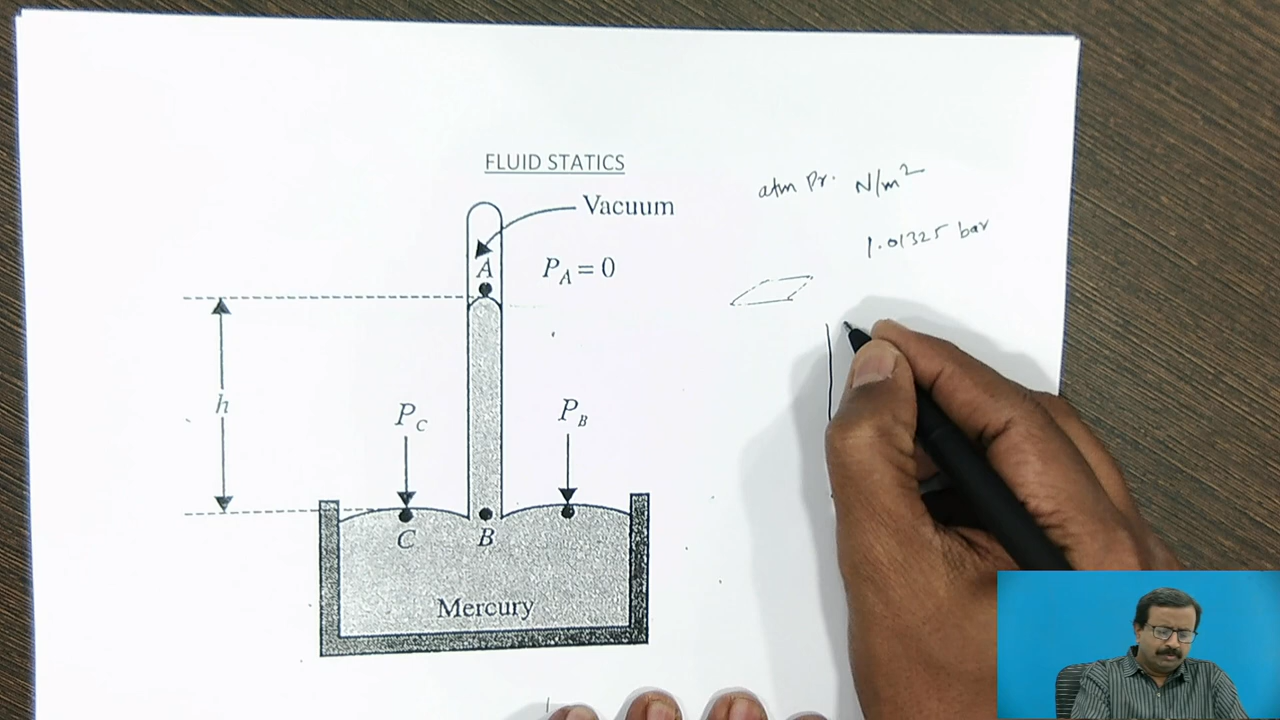 FLUID STATICS
atm Pr. N/m²
Vacuum
1.01325 bar
A
P_A = 0
h
P_C
P_B
C
B
Mercury